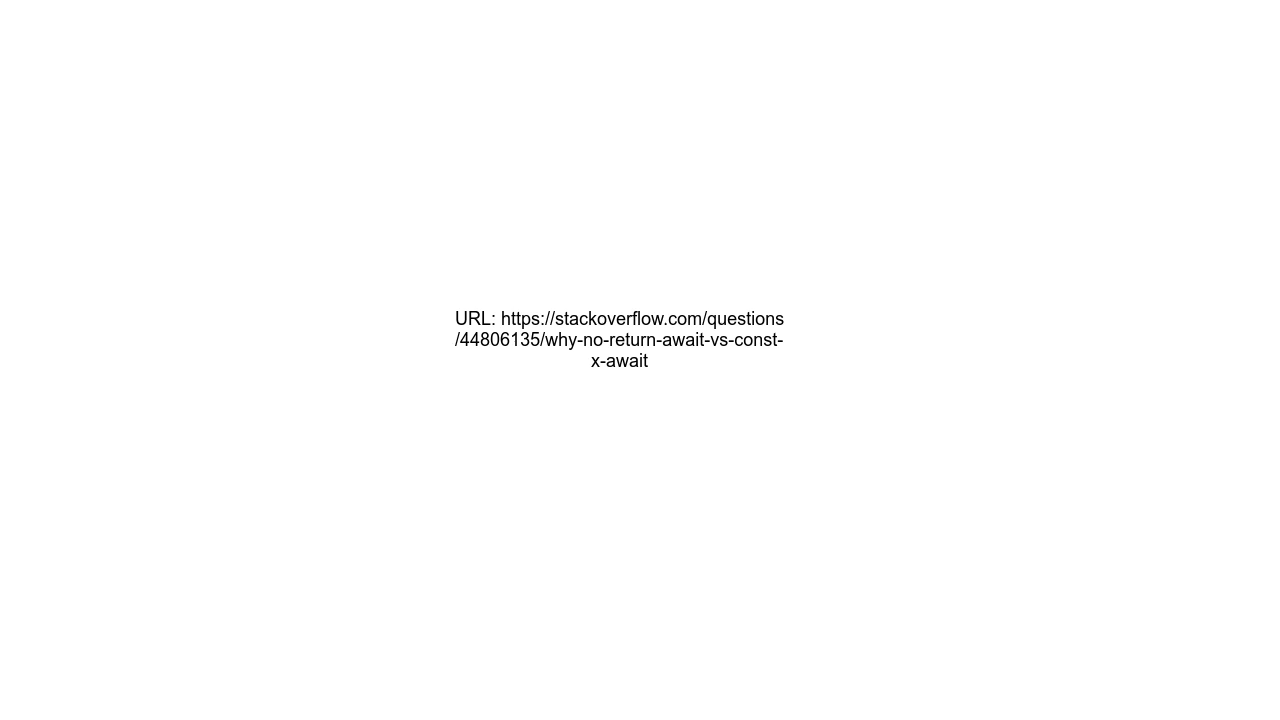 URL: https://stackoverflow.com/questions
/44806135/why-no-return-await-vs-const-
x-await